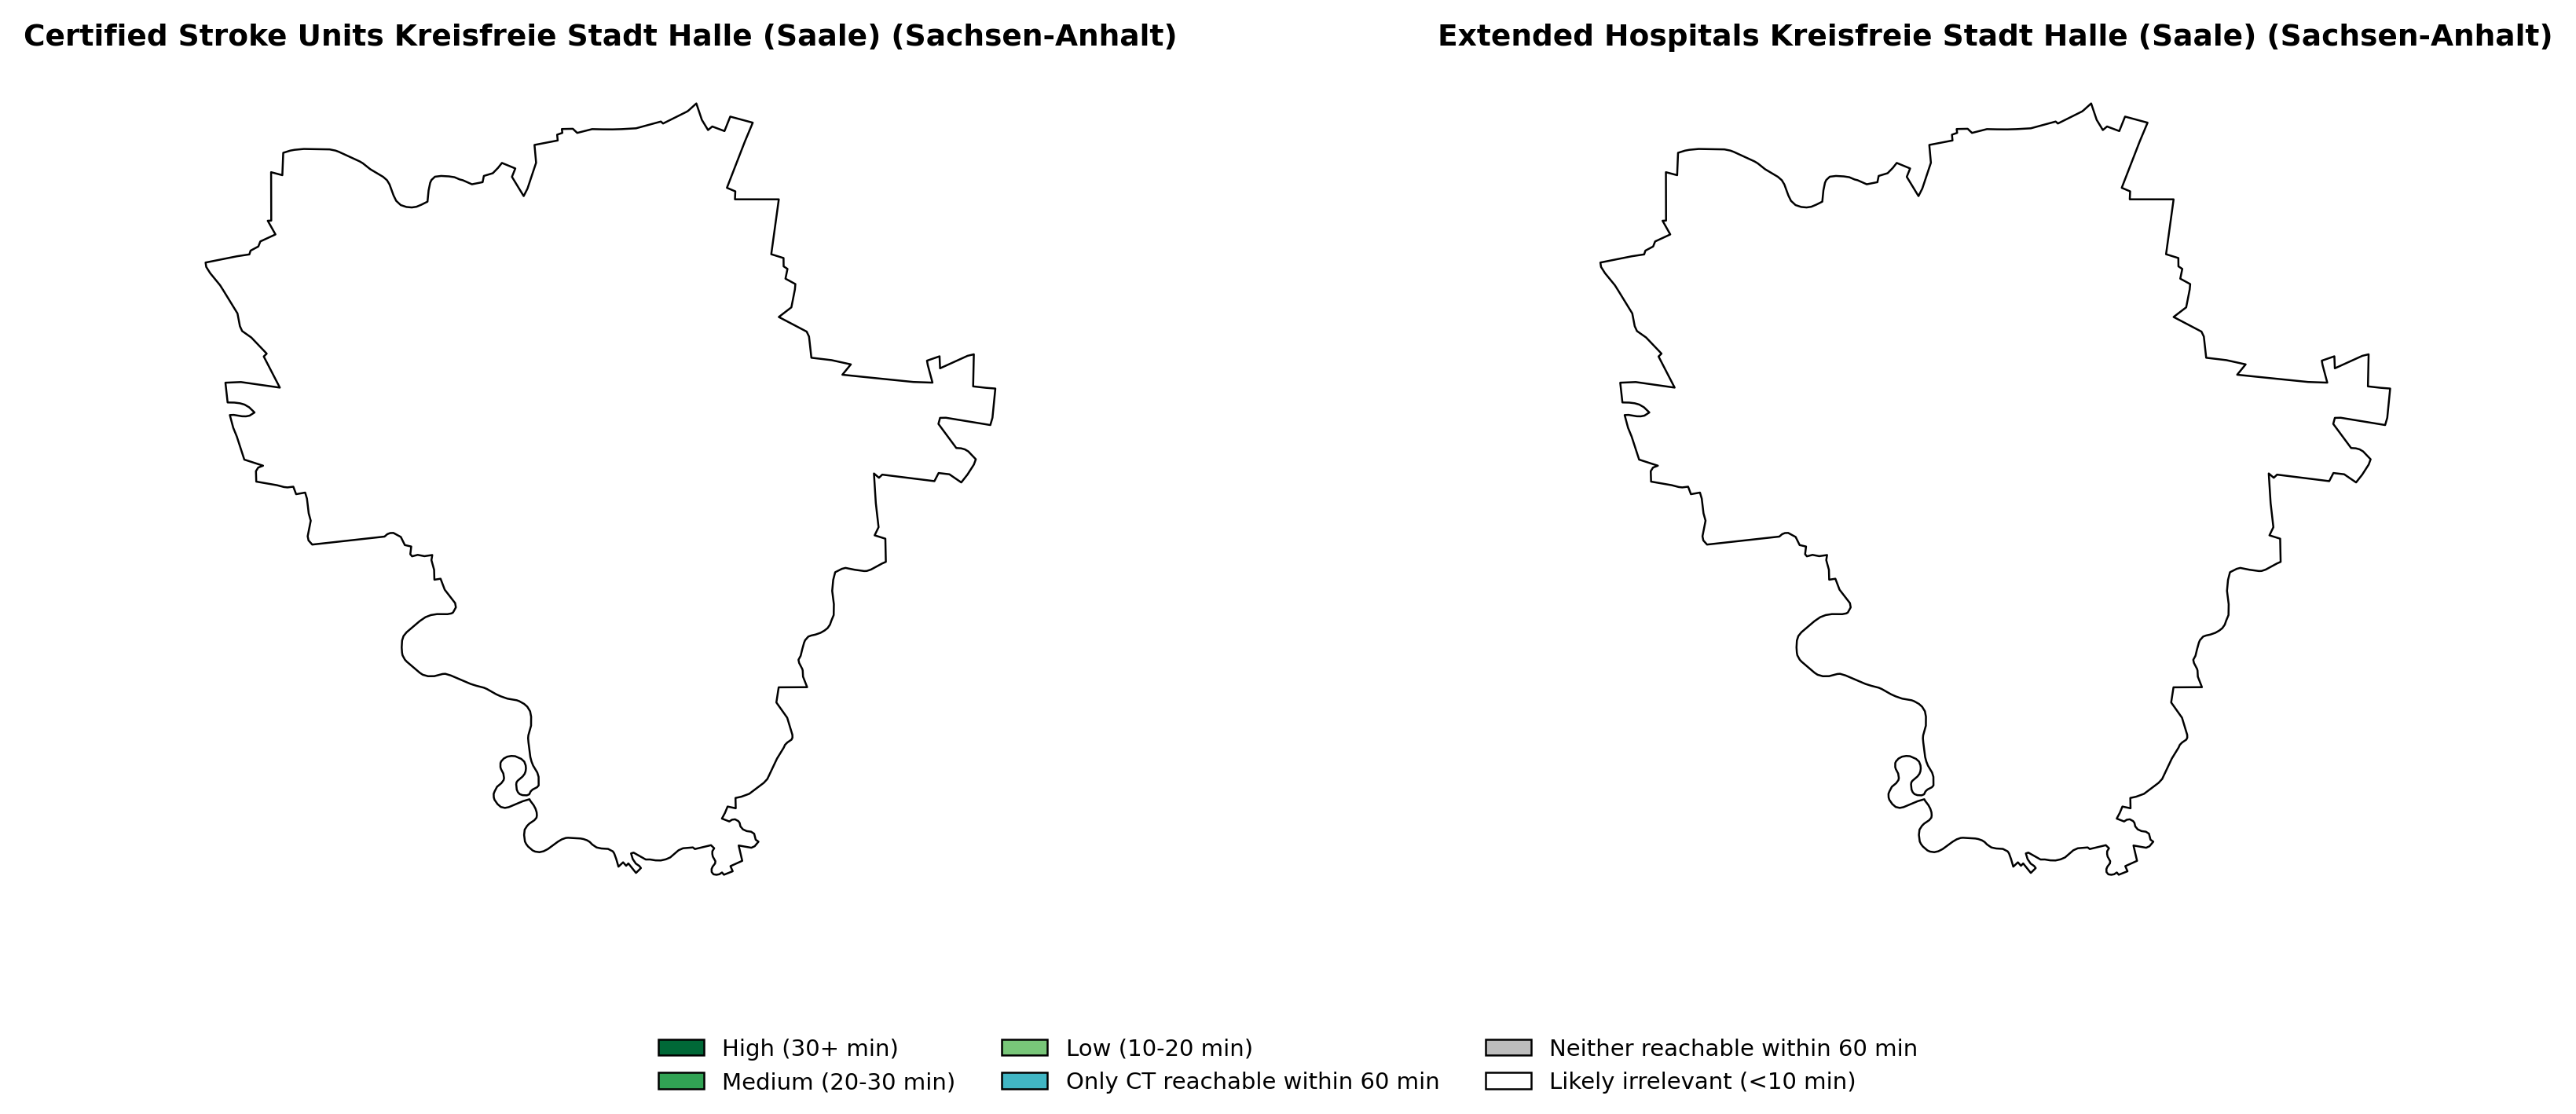 Certified Stroke Units Kreisfreie Stadt Halle (Saale) (Sachsen-Anhalt)
Extended Hospitals Kreisfreie Stadt Halle (Saale) (Sachsen-Anhalt)
High (30+ min)
Medium (20-30 min)
Low (10-20 min)
Only CT reachable within 60 min
Neither reachable within 60 min
Likely irrelevant (<10 min)